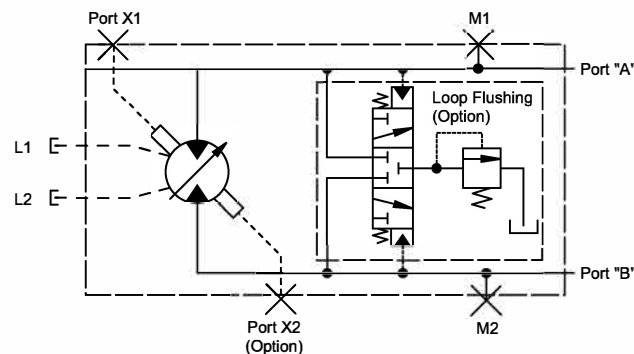 Port X1
M1
Port "A"
Loop Flushing
(Option)
L1
L2
Port "B"
Port X2
(Option)
M2